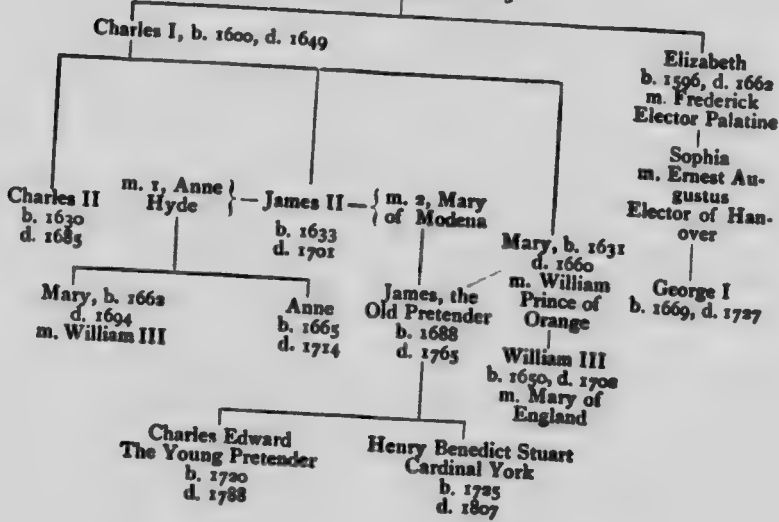 Charles I, b. 1600, d. 1649
Elizabeth
b. 1596, d. 1662
m. Frederick
Elector Palatine
Sophia
m. Ernest Au-
gustus
Elector of Han-
over
George I
b. 1669, d. 1727
Charles II
b. 1630
d. 1685
m. 1, Anne
Hyde
James II
b. 1633
d. 1701
m. 2, Mary
of Modena
Mary, b. 1631
d. 1660
m. William
Prince of
Orange
William III
b. 1650, d. 1702
m. Mary of
England
Mary, b. 1662
d. 1694
m. William III
Anne
b. 1665
d. 1714
James, the
Old Pretender
b. 1688
d. 1765
Charles Edward
The Young Pretender
b. 1720
d. 1788
Henry Benedict Stuart
Cardinal York
b. 1725
d. 1807